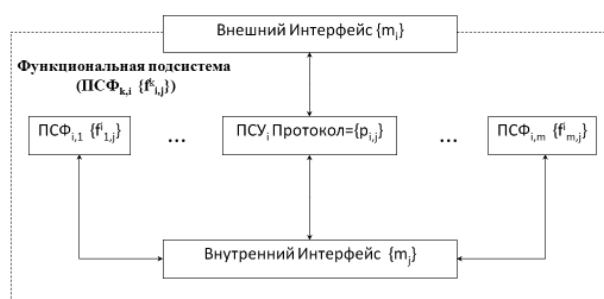 Внешний Интерфейс {mᵢ}
Функциональная подсистема
(ПСФₖ,ᵢ {fᵏᵢ,ⱼ})
ПСФᵢ,₁ {fⁱ₁,ⱼ} ... ПСУᵢ Протокол={pᵢ,ⱼ} ... ПСФᵢ,ₘ {fⁱₘ,ⱼ}
Внутренний Интерфейс {mⱼ}